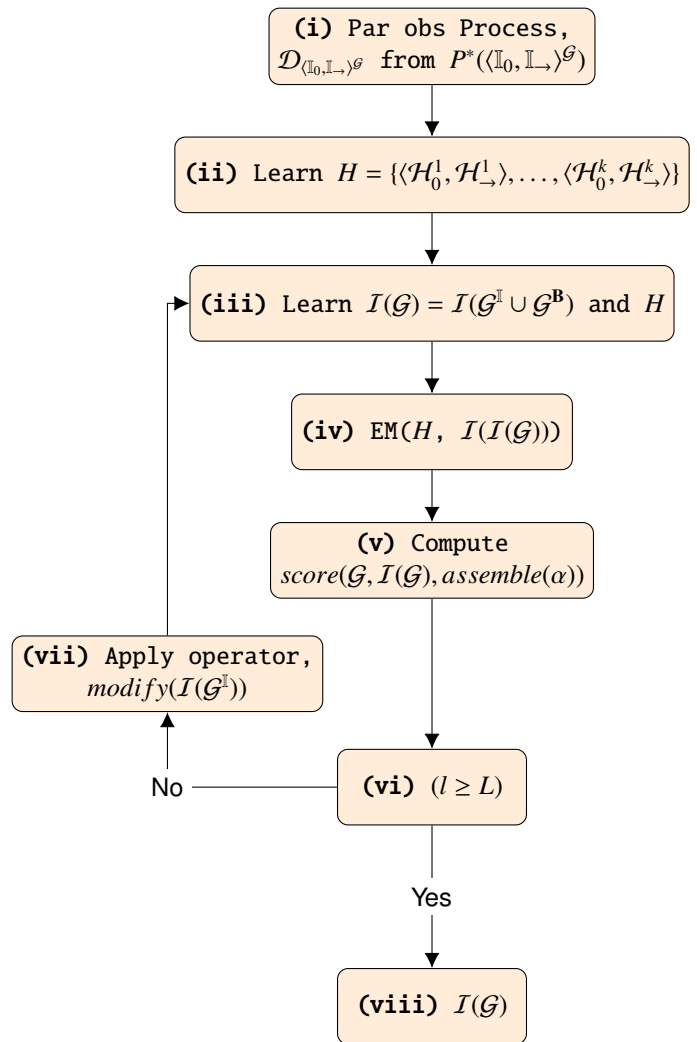 (i) Par obs Process,
𝒟⟨𝕀₀,𝕀→⟩^𝒢 from P*(⟨𝕀₀, 𝕀→⟩^𝒢)
(ii) Learn H = {⟨ℋ₀¹, ℋ→¹⟩, . . . , ⟨ℋ₀ᵏ, ℋ→ᵏ⟩}
(iii) Learn ℐ(𝒢) = ℐ(𝒢^𝕀 ∪ 𝒢^𝐁) and H
(iv) EM(H, ℐ(ℐ(𝒢)))
(v) Compute
score(𝒢, ℐ(𝒢), assemble(α))
(vii) Apply operator,
modify(ℐ(𝒢^𝕀))
No
(vi) (l ≥ L)
Yes
(viii) ℐ(𝒢)